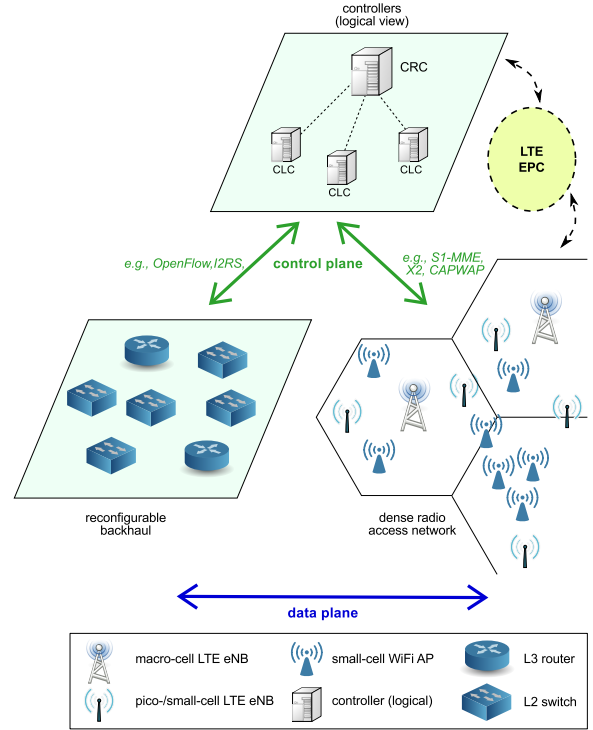 controllers
(logical view)
CRC
CLC
CLC
CLC
LTE
EPC
e.g., OpenFlow,I2RS,
control plane
e.g., S1-MME,
X2, CAPWAP
reconfigurable
backhaul
dense radio
access network
data plane
macro-cell LTE eNB
small-cell WiFi AP
L3 router
pico-/small-cell LTE eNB
controller (logical)
L2 switch